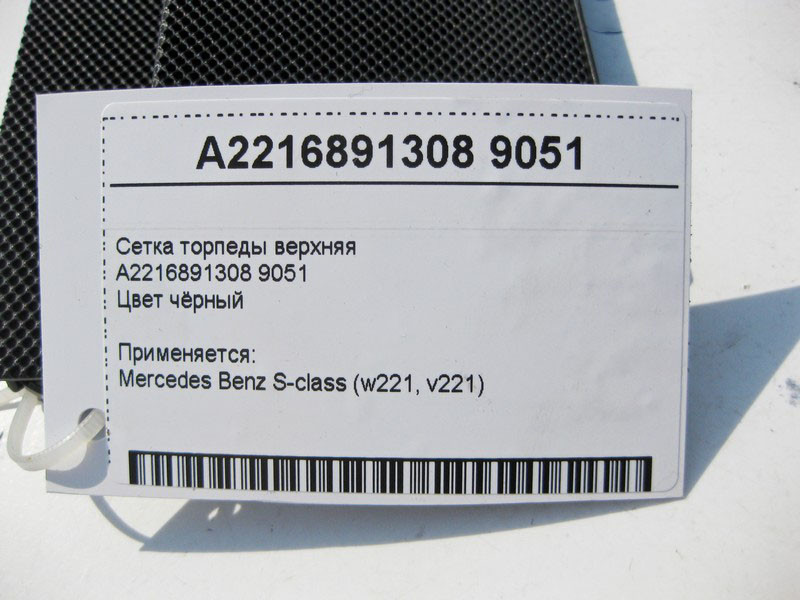 A2216891308 9051
Сетка торпеды верхняя
A2216891308 9051
Цвет чёрный
Применяется:
Mercedes Benz S-class (w221, v221)